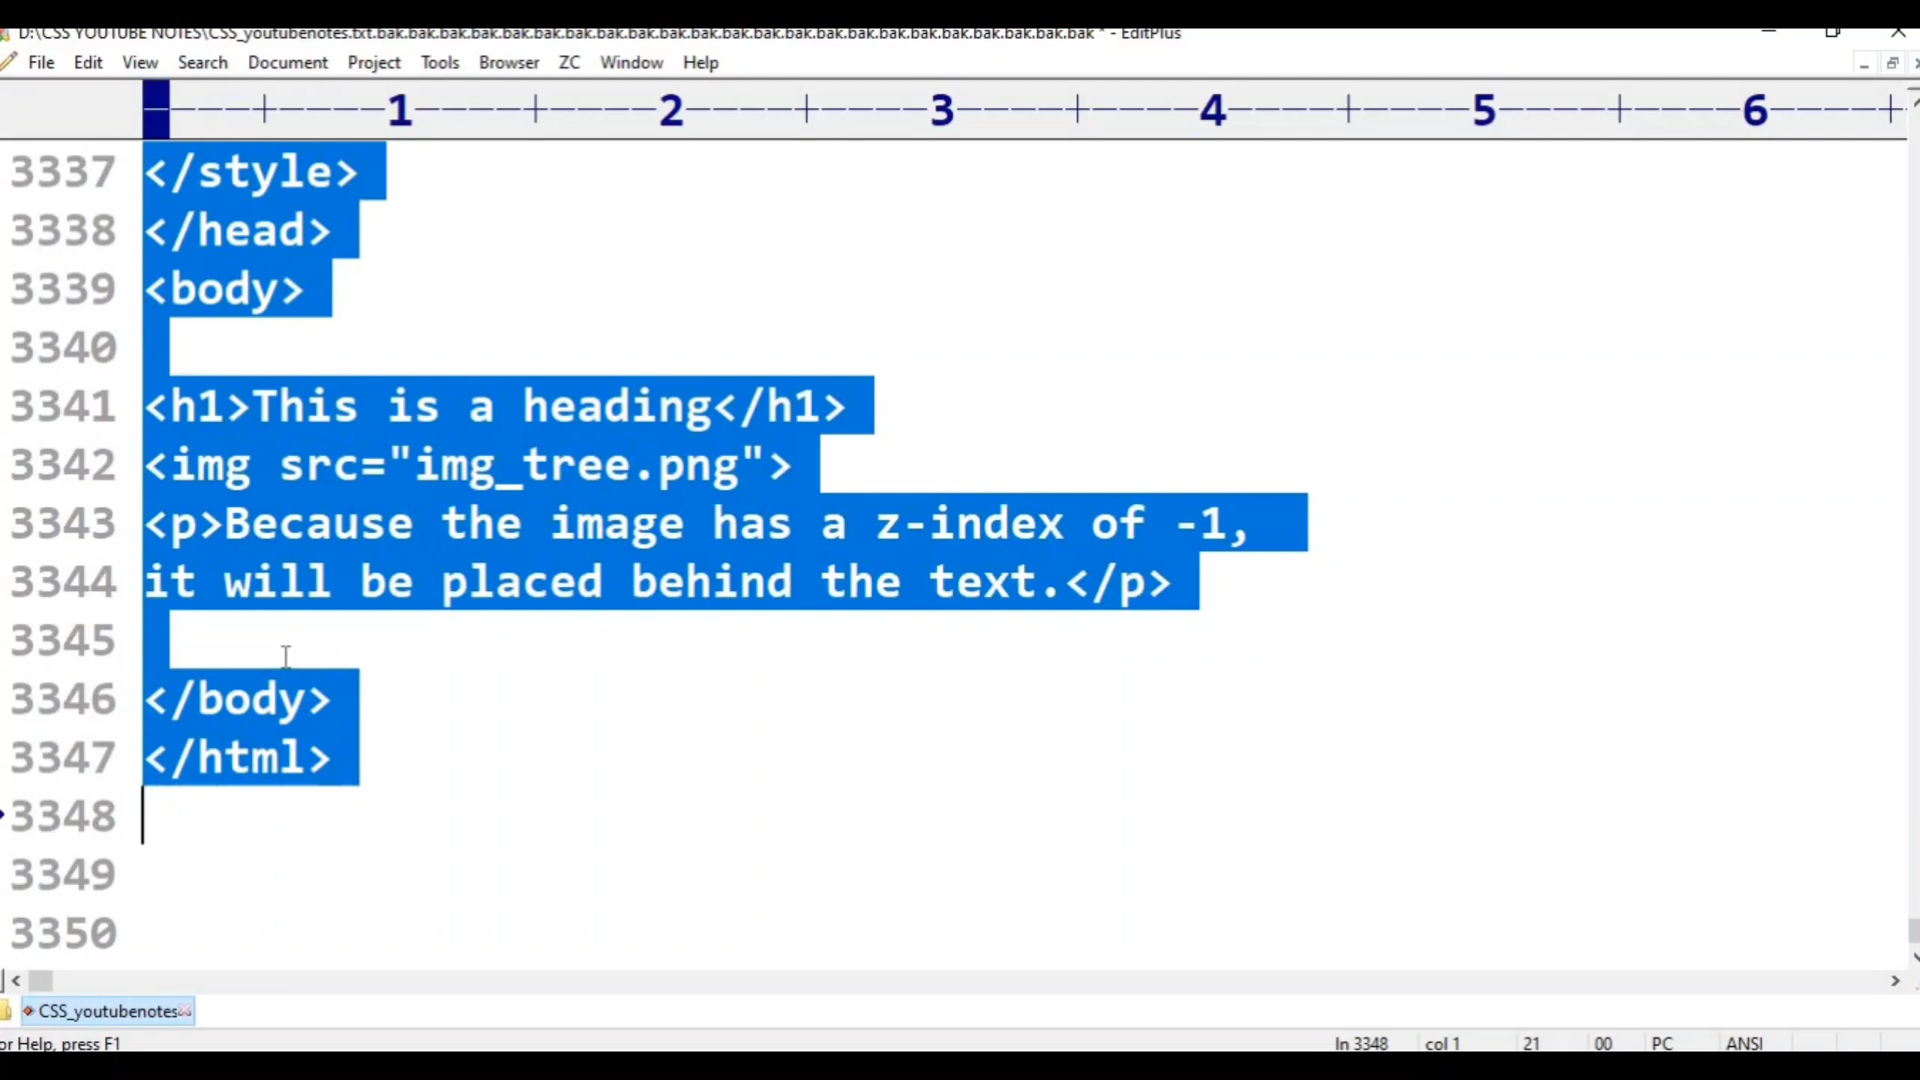 D:\CSS YOUTUBE NOTES\CSS_youtubenotes.txt.bak.bak.bak.bak.bak.bak.bak.bak.bak.bak.bak.bak.bak.bak.bak.bak.bak.bak.bak.bak.bak.bak.bak * - EditPlus
File Edit View Search Document Project Tools Browser ZC Window Help
----+----1----+----2----+----3----+----4----+----5----+----6----+
3337 </style>
3338 </head>
3339 <body>
3340
3341 <h1>This is a heading</h1>
3342 <img src="img_tree.png">
3343 <p>Because the image has a z-index of -1,
3344 it will be placed behind the text.</p>
3345
3346 </body>
3347 </html>
3348
3349
3350
CSS_youtubenotes
or Help, press F1 ln 3348 col 1 21 00 PC ANSI